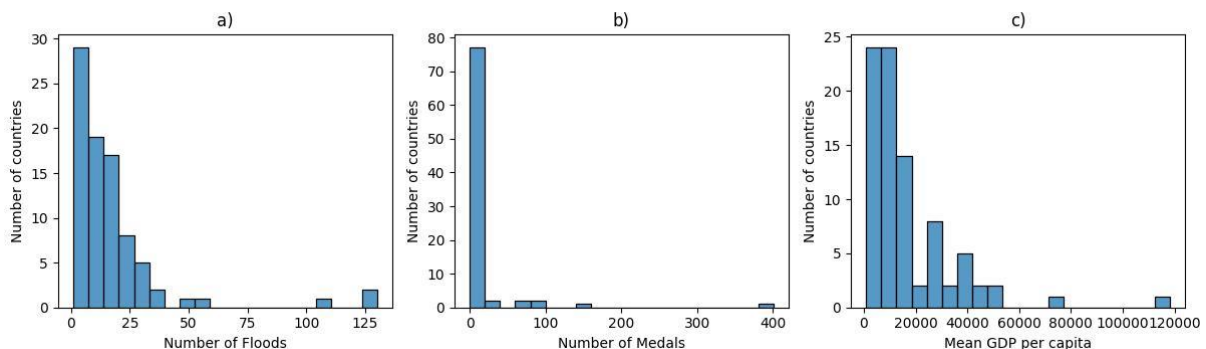 a)
30
25
20
15
10
5
0
Number of countries
0 25 50 75 100 125
Number of Floods
b)
80
70
60
50
40
30
20
10
0
Number of countries
0 100 200 300 400
Number of Medals
c)
25
20
15
10
5
0
Number of countries
0 20000 40000 60000 80000 100000 120000
Mean GDP per capita